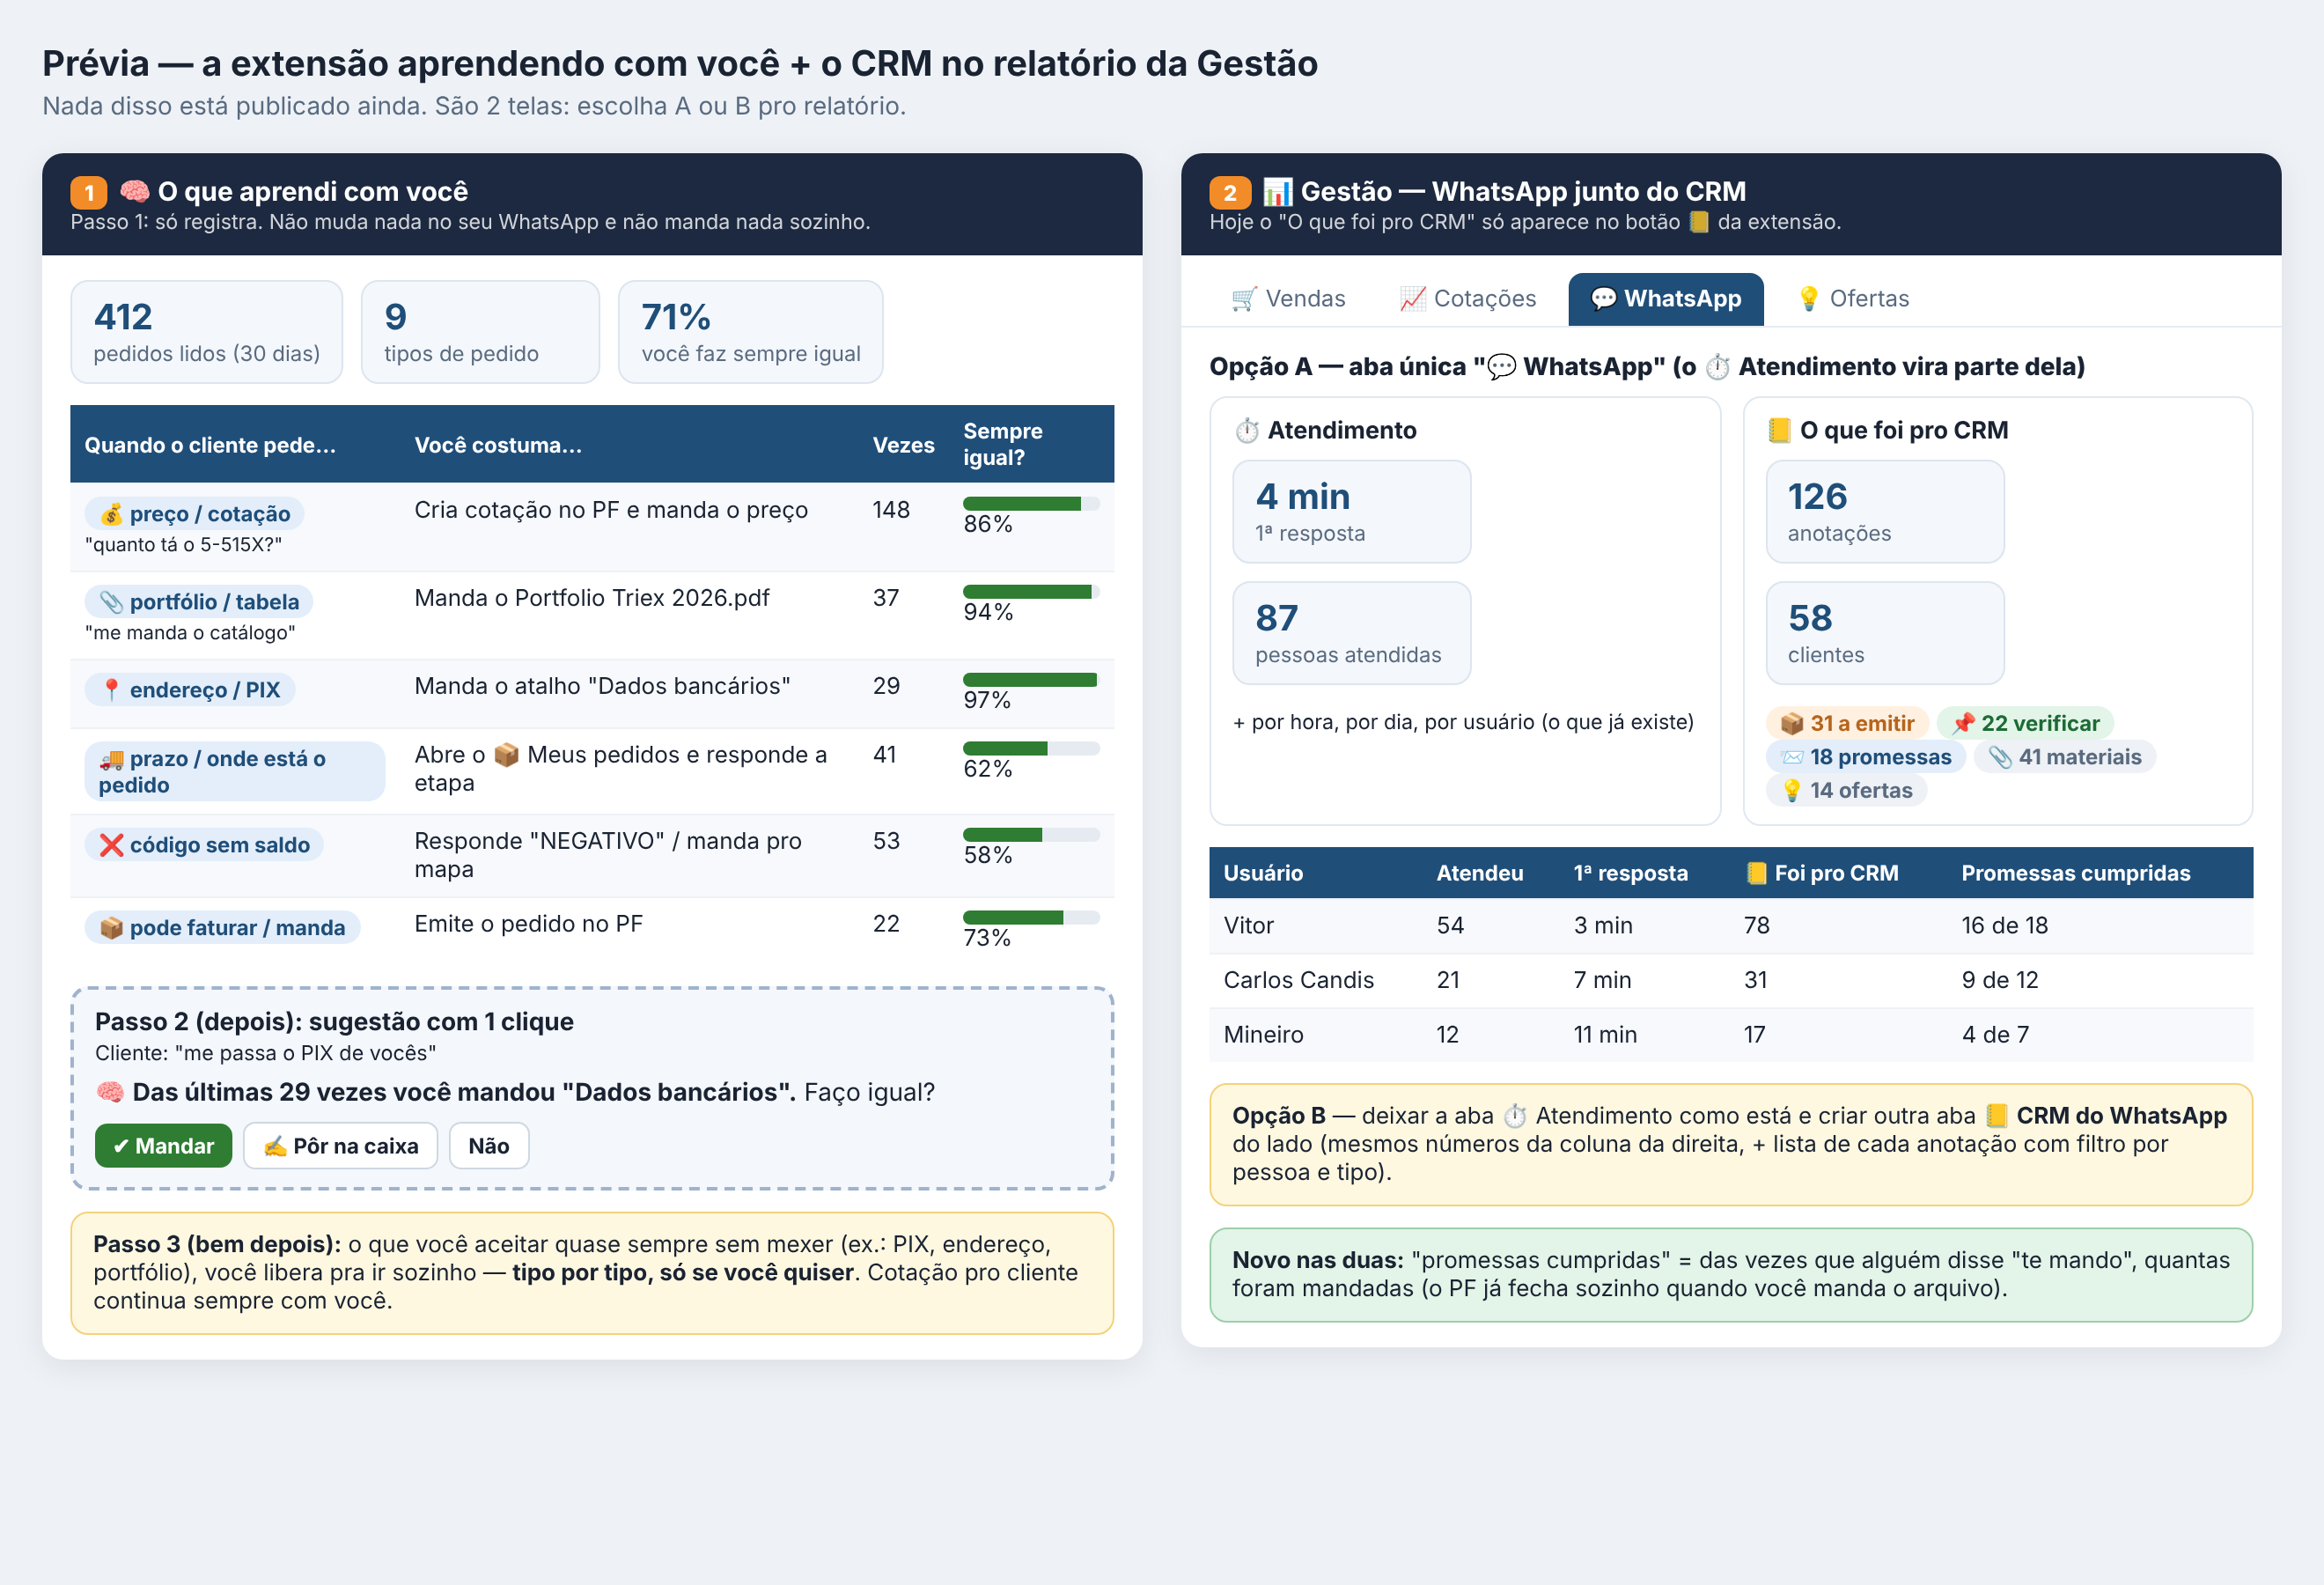 Prévia — a extensão aprendendo com você + o CRM no relatório da Gestão
Nada disso está publicado ainda. São 2 telas: escolha A ou B pro relatório.
1 🧠 O que aprendi com você
Passo 1: só registra. Não muda nada no seu WhatsApp e não manda nada sozinho.
412
pedidos lidos (30 dias)
9
tipos de pedido
71%
você faz sempre igual
Quando o cliente pede... Você costuma... Vezes Sempre igual?
💰 preço / cotação Cria cotação no PF e manda o preço 148 86%
"quanto tá o 5-515X?"
📎 portfólio / tabela Manda o Portfolio Triex 2026.pdf 37 94%
"me manda o catálogo"
📍 endereço / PIX Manda o atalho "Dados bancários" 29 97%
🚚 prazo / onde está o pedido Abre o 📦 Meus pedidos e responde a etapa 41 62%
❌ código sem saldo Responde "NEGATIVO" / manda pro mapa 53 58%
📦 pode faturar / manda Emite o pedido no PF 22 73%
Passo 2 (depois): sugestão com 1 clique
Cliente: "me passa o PIX de vocês"
🧠 Das últimas 29 vezes você mandou "Dados bancários". Faço igual?
✔ Mandar ✍ Pôr na caixa Não
Passo 3 (bem depois): o que você aceitar quase sempre sem mexer (ex.: PIX, endereço,
portfólio), você libera pra ir sozinho — tipo por tipo, só se você quiser. Cotação pro cliente
continua sempre com você.
2 📊 Gestão — WhatsApp junto do CRM
Hoje o "O que foi pro CRM" só aparece no botão 📒 da extensão.
🛒 Vendas 📈 Cotações 💬 WhatsApp 💡 Ofertas
Opção A — aba única "💬 WhatsApp" (o ⏱ Atendimento vira parte dela)
⏱ Atendimento
4 min
1ª resposta
87
pessoas atendidas
+ por hora, por dia, por usuário (o que já existe)
📒 O que foi pro CRM
126
anotações
58
clientes
📦 31 a emitir 📌 22 verificar
📨 18 promessas 📎 41 materiais
💡 14 ofertas
Usuário Atendeu 1ª resposta 📒 Foi pro CRM Promessas cumpridas
Vitor 54 3 min 78 16 de 18
Carlos Candis 21 7 min 31 9 de 12
Mineiro 12 11 min 17 4 de 7
Opção B — deixar a aba ⏱ Atendimento como está e criar outra aba 📒 CRM do WhatsApp
do lado (mesmos números da coluna da direita, + lista de cada anotação com filtro por
pessoa e tipo).
Novo nas duas: "promessas cumpridas" = das vezes que alguém disse "te mando", quantas
foram mandadas (o PF já fecha sozinho quando você manda o arquivo).